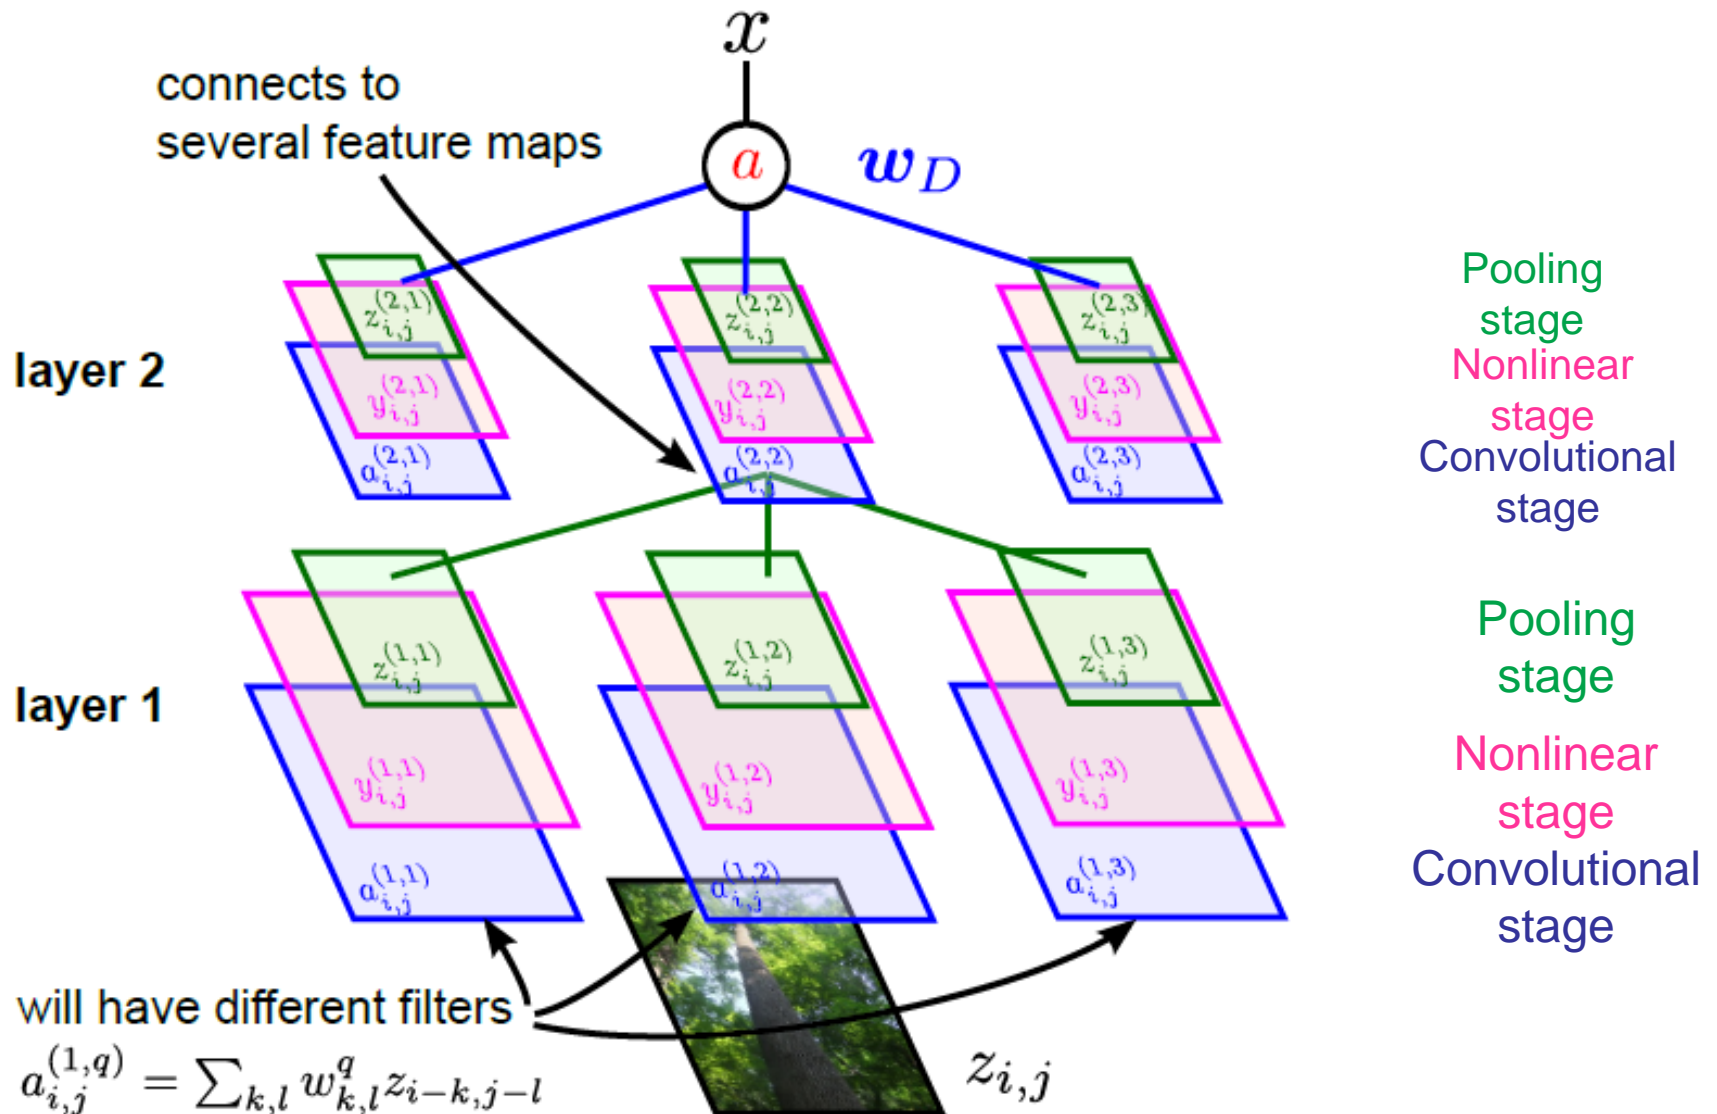 x
connects to
several feature maps
a
w_D
z_{i,j}^{(2,1)}
z_{i,j}^{(2,2)}
z_{i,j}^{(2,3)}
Pooling
stage
layer 2
y_{i,j}^{(2,1)}
y_{i,j}^{(2,2)}
y_{i,j}^{(2,3)}
Nonlinear
stage
a_{i,j}^{(2,1)}
a_{i,j}^{(2,2)}
a_{i,j}^{(2,3)}
Convolutional
stage
z_{i,j}^{(1,1)}
z_{i,j}^{(1,2)}
z_{i,j}^{(1,3)}
Pooling
stage
layer 1
y_{i,j}^{(1,1)}
y_{i,j}^{(1,2)}
y_{i,j}^{(1,3)}
Nonlinear
stage
a_{i,j}^{(1,1)}
a_{i,j}^{(1,2)}
a_{i,j}^{(1,3)}
Convolutional
stage
will have different filters
a_{i,j}^{(1,q)} = ∑_{k,l} w_{k,l}^{q} z_{i−k,j−l}
z_{i,j}